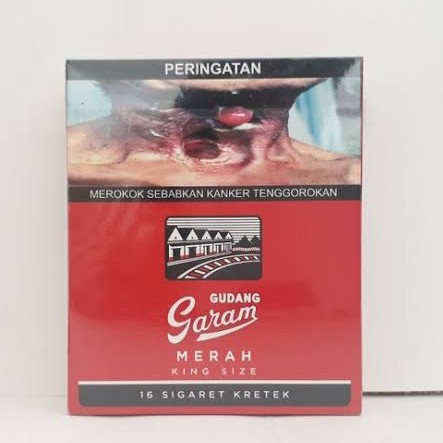 PERINGATAN
MEROKOK SEBABKAN KANKER TENGGOROKAN
GUDANG
Garam
MERAH
KING SIZE
16 SIGARET KRETEK